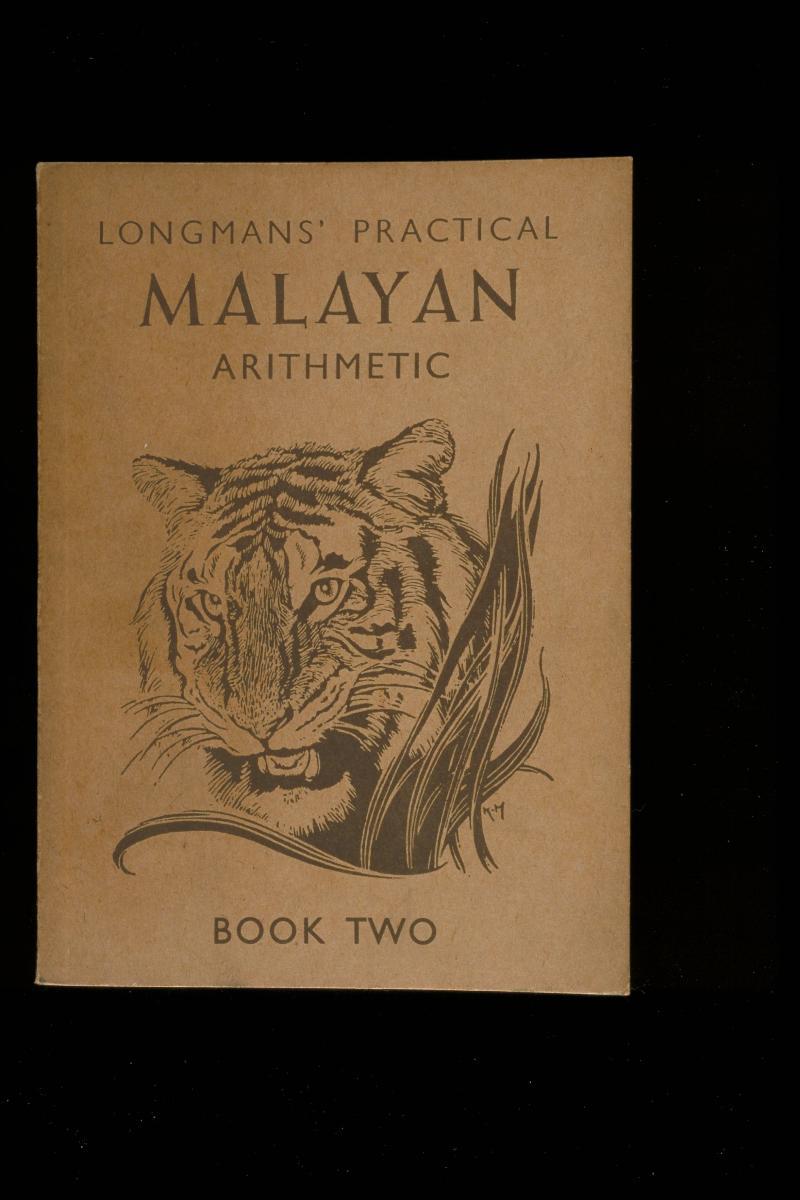 LONGMANS' PRACTICAL
MALAYAN
ARITHMETIC
K-M
BOOK TWO